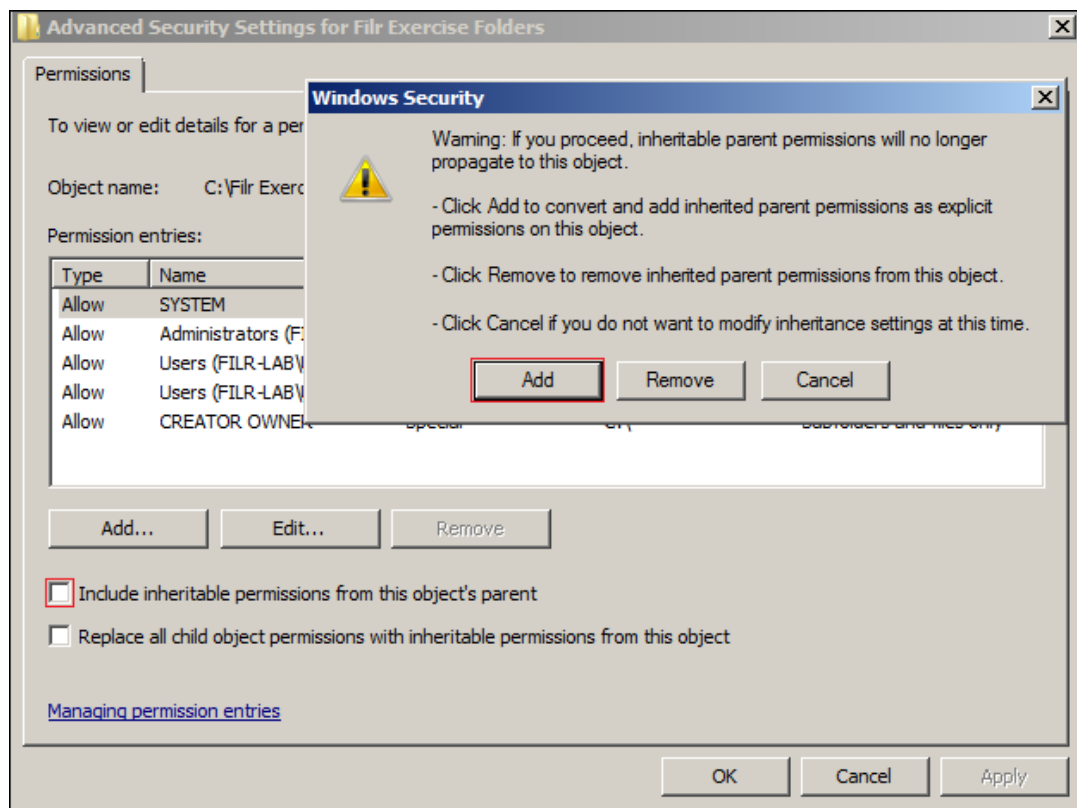 Advanced Security Settings for Filr Exercise Folders
Permissions
Windows Security
To view or edit details for a
Warning: If you proceed, inheritable parent permissions will no longer
propagate to this object.
Object name: C:\Filr
- Click Add to convert and add inherited parent permissions as explicit
permissions on this object.
Permission entries:
- Click Remove to remove inherited parent permissions from this object.
Type Name
Allow SYSTEM
- Click Cancel if you do not want to modify inheritance settings at this time.
Allow Administrators
Allow Users (FILR-LAB\
Add Remove Cancel
Allow Users (FILR-LAB\
Allow CREATOR OWNER Special C:\ Subfolders and files only
Add... Edit... Remove
Include inheritable permissions from this object's parent
Replace all child object permissions with inheritable permissions from this object
Managing permission entries
OK Cancel Apply